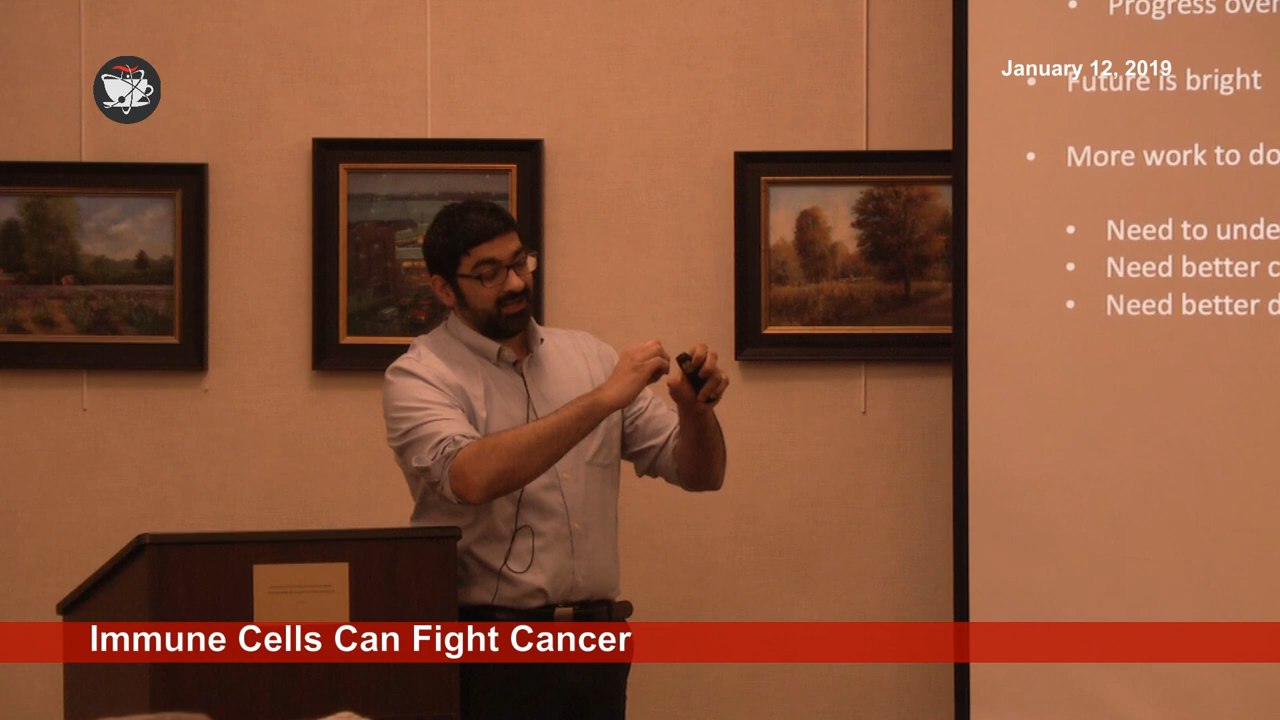 Progress over
January 12, 2019
• Future is bright
• More work to do
• Need to unde
• Need better c
• Need better d
Immune Cells Can Fight Cancer